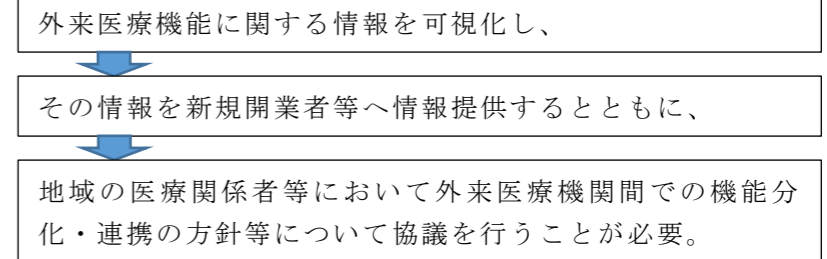 外来医療機能に関する情報を可視化し、
その情報を新規開業者等へ情報提供するとともに、
地域の医療関係者等において外来医療機関間での機能分
化・連携の方針等について協議を行うことが必要。